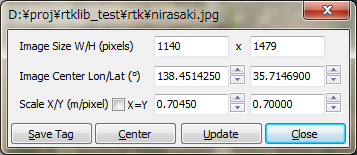 D:¥proj¥rtklib_test¥rtk¥nirasaki.jpg
Image Size W/H (pixels) 1140 x 1479
Image Center Lon/Lat (°) 138.4514250 35.7146900
Scale X/Y (m/pixel) X=Y 0.70450 0.70000
Save Tag Center Update Close